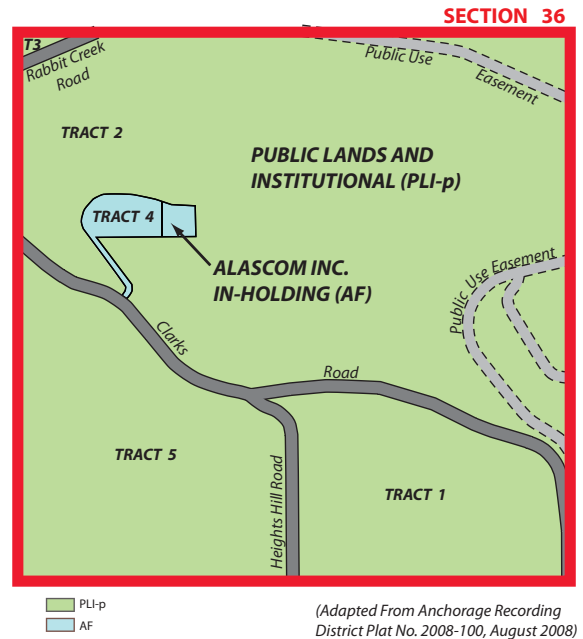 SECTION 36
T3
Rabbit Creek
Road
Public Use
Easement
TRACT 2
PUBLIC LANDS AND
INSTITUTIONAL (PLI-p)
TRACT 4
ALASCOM INC.
IN-HOLDING (AF)
Public Use Easement
Clarks
Road
TRACT 5
Heights Hill Road
TRACT 1
PLI-p
AF
(Adapted From Anchorage Recording
District Plat No. 2008-100, August 2008)